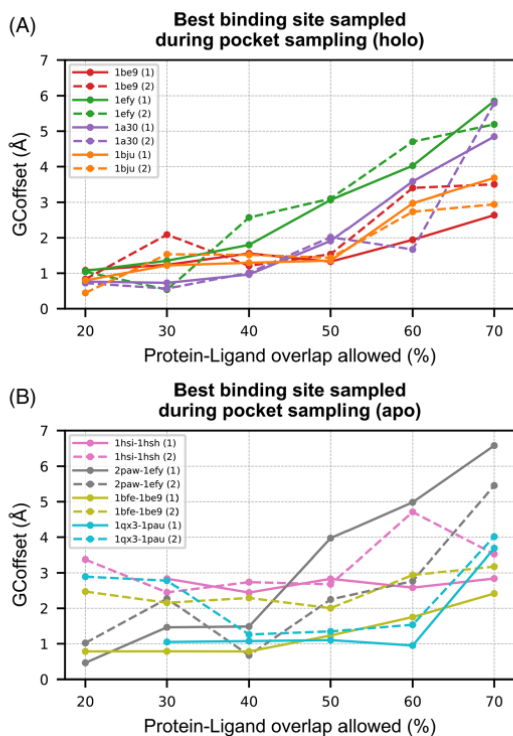 (A)
Best binding site sampled
during pocket sampling (holo)
7
6
5
4
3
2
1
0
GCoffset (Å)
1be9 (1)
1be9 (2)
1efy (1)
1efy (2)
1a30 (1)
1a30 (2)
1bju (1)
1bju (2)
20 30 40 50 60 70
Protein-Ligand overlap allowed (%)
(B)
Best binding site sampled
during pocket sampling (apo)
7
6
5
4
3
2
1
0
GCoffset (Å)
1hsi-1hsh (1)
1hsi-1hsh (2)
2paw-1efy (1)
2paw-1efy (2)
1bfe-1be9 (1)
1bfe-1be9 (2)
1qx3-1pau (1)
1qx3-1pau (2)
20 30 40 50 60 70
Protein-Ligand overlap allowed (%)